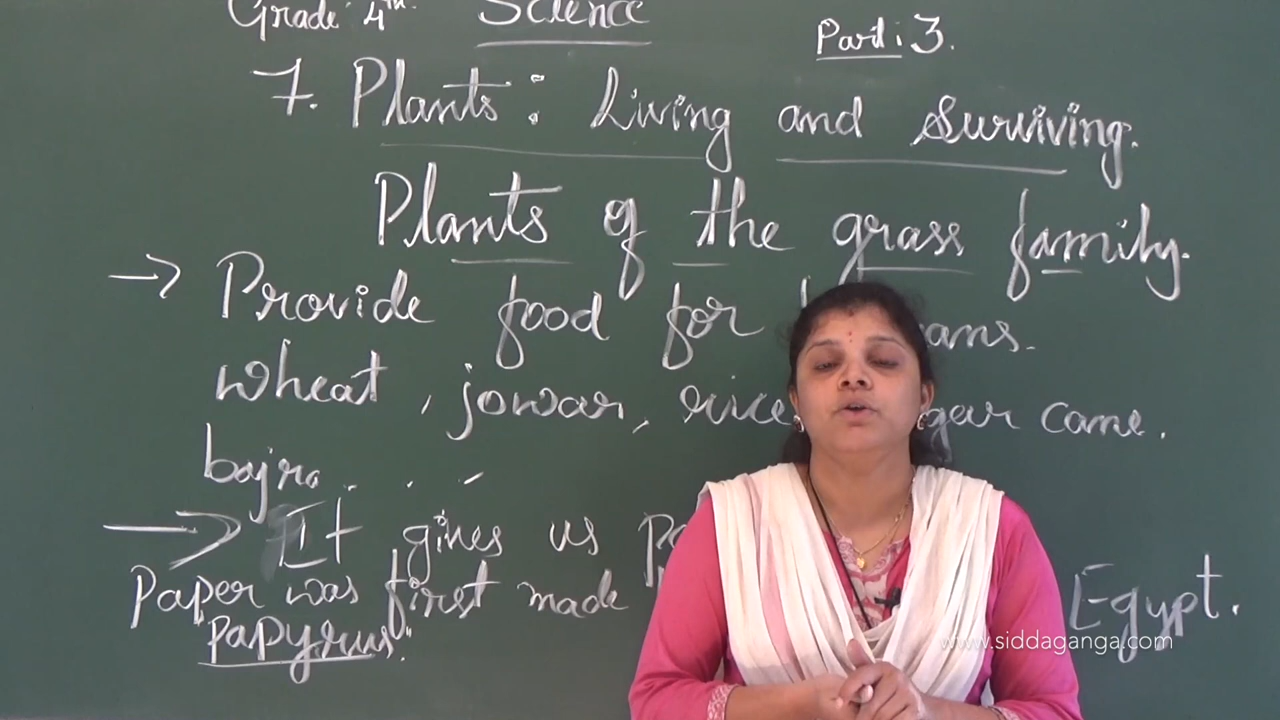 Grade: 4th. Science Part: 3.
7. Plants: Living and Surviving.
Plants of the grass family.
→ Provide food for
wheat, jowar, rice cane.
bajra . . -
→ It gives us
Paper was first made Egypt.
"Papyrus".
www.siddaganga.com